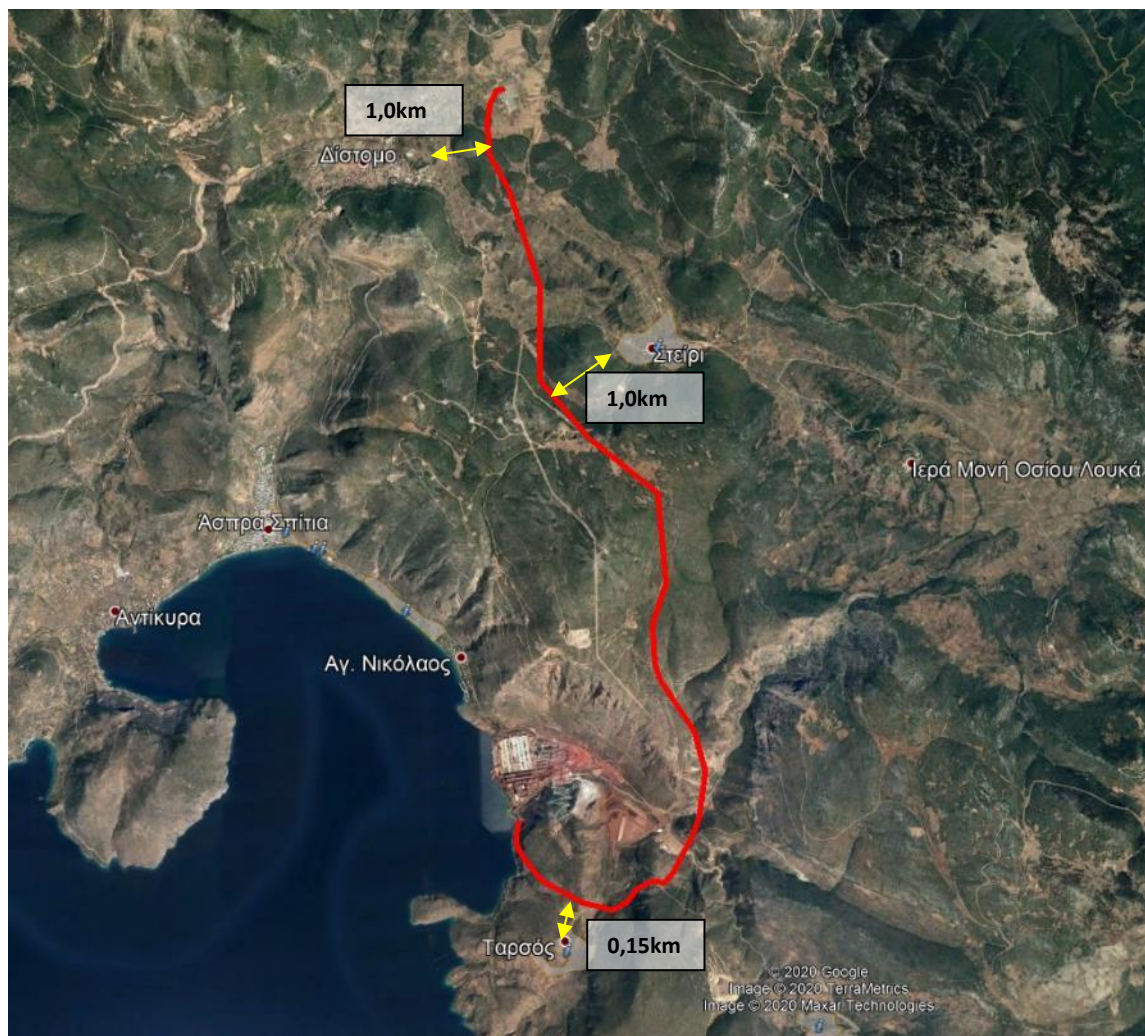 1,0km
Δίστομο
Στείρι
1,0km
Ιερά Μονή Οσίου Λουκά
Άσπρα Σπίτια
Αντίκυρα
Αγ. Νικόλαος
Ταρσός
0,15km
© 2020 Google
Image © 2020 TerraMetrics
Image © 2020 Maxar Technologies